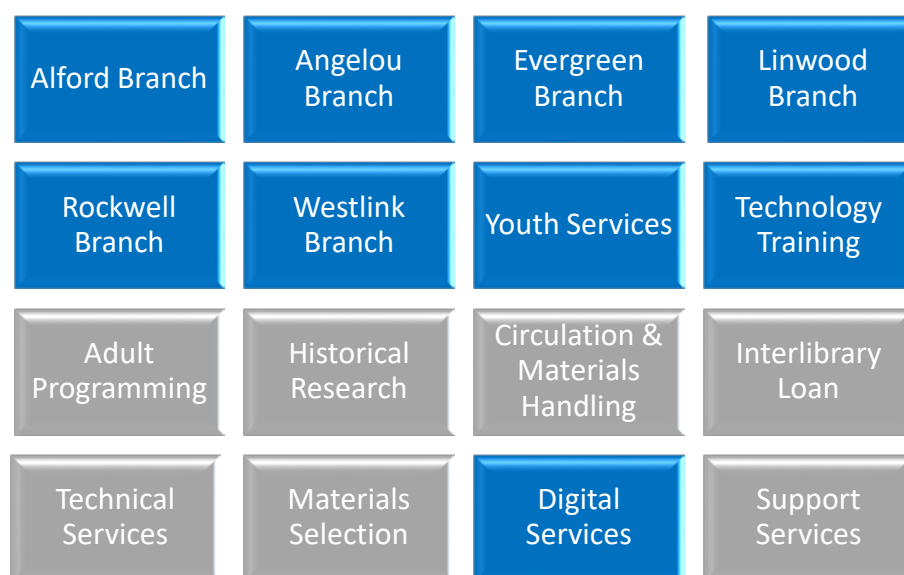 Alford Branch
Angelou
Branch
Evergreen
Branch
Linwood
Branch
Rockwell
Branch
Westlink
Branch
Youth Services
Technology
Training
Adult
Programming
Historical
Research
Circulation &
Materials
Handling
Interlibrary
Loan
Technical
Services
Materials
Selection
Digital
Services
Support
Services